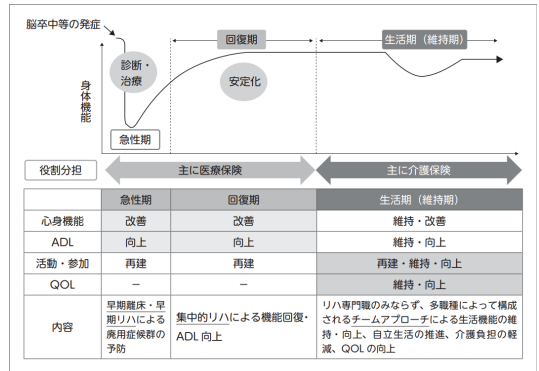 脳卒中等の発症
回復期
生活期（維持期）
診断・
治療
安定化
身体機能
急性期
役割分担
主に医療保険
主に介護保険
急性期
回復期
生活期（維持期）
心身機能
改善
改善
維持・改善
ADL
向上
向上
維持・向上
活動・参加
再建
再建
再建・維持・向上
QOL
－
－
維持・向上
内容
早期離床・早
期リハによる
廃用症候群の
予防
集中的リハによる機能回復・
ADL 向上
リハ専門職のみならず、多職種によって構成
されるチームアプローチによる生活機能の維
持・向上、自立生活の推進、介護負担の軽
減、QOLの向上